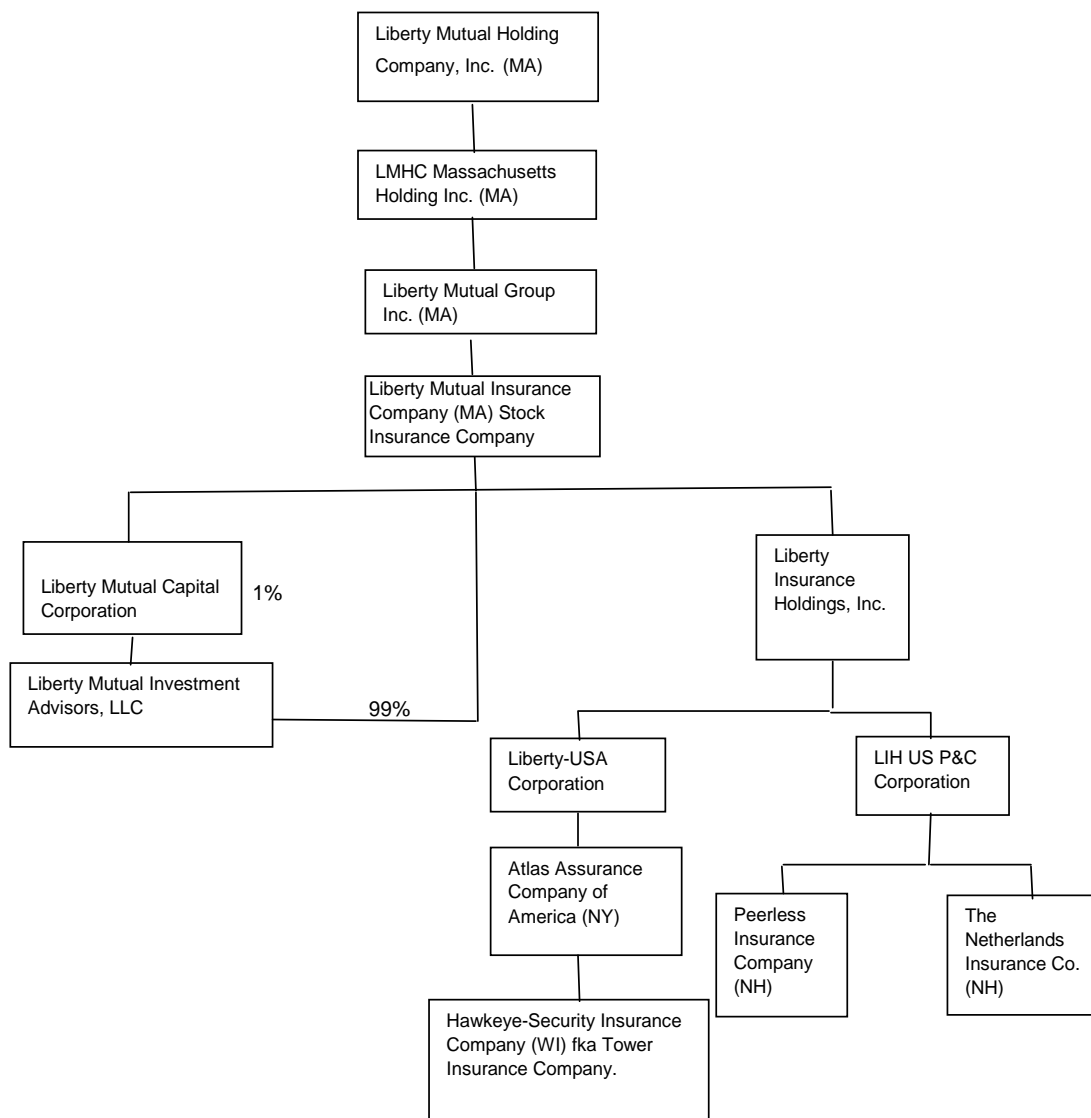 Liberty Mutual Holding
Company, Inc. (MA)
LMHC Massachusetts
Holding Inc. (MA)
Liberty Mutual Group
Inc. (MA)
Liberty Mutual Insurance
Company (MA) Stock
Insurance Company
Liberty Mutual Capital
Corporation
1%
Liberty Mutual Investment
Advisors, LLC
99%
Liberty
Insurance
Holdings, Inc.
Liberty-USA
Corporation
LIH US P&C
Corporation
Atlas Assurance
Company of
America (NY)
Peerless
Insurance
Company
(NH)
The
Netherlands
Insurance Co.
(NH)
Hawkeye-Security Insurance
Company (WI) fka Tower
Insurance Company.